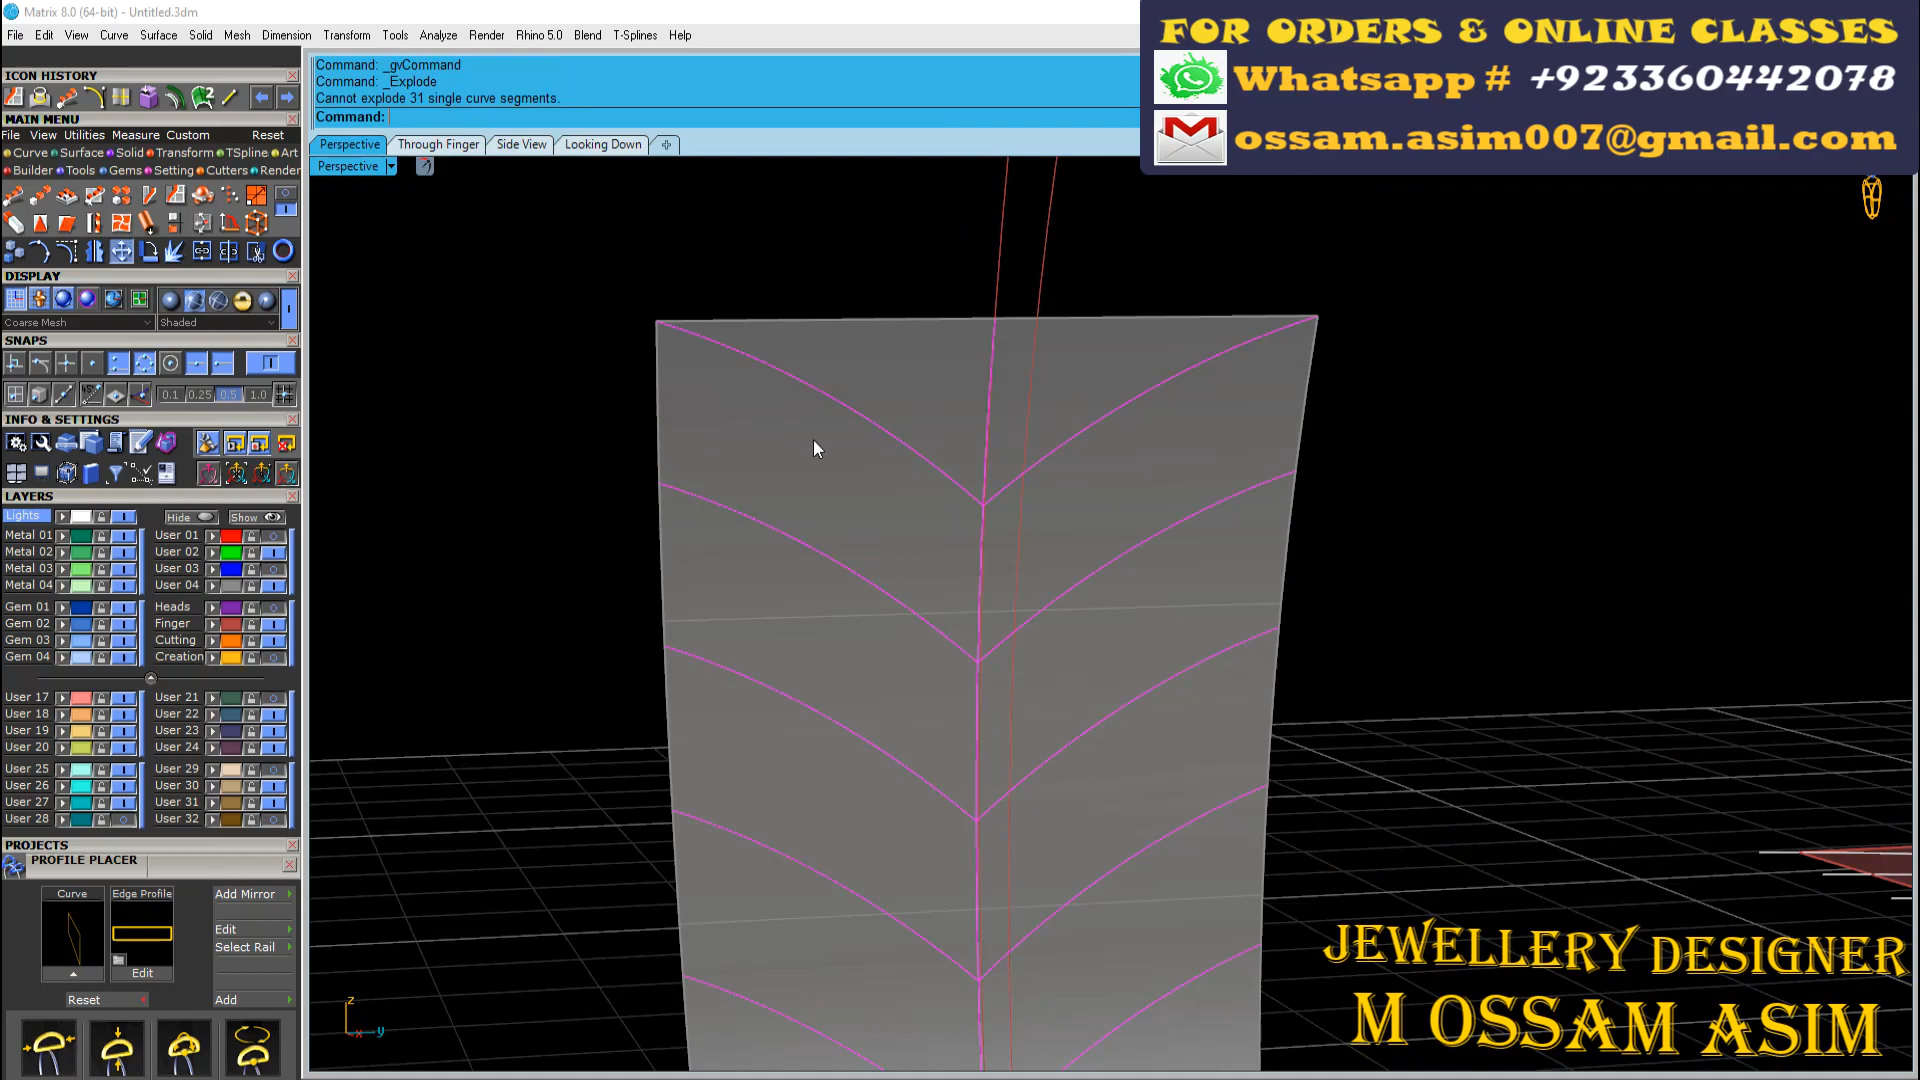 Matrix 8.0 (64-bit) - Untitled.3dm
File Edit View Curve Surface Solid Mesh Dimension Transform Tools Analyze Render Rhino 5.0 Blend T-Splines Help
FOR ORDERS & ONLINE CLASSES
Whatsapp # +923360442078
ossam.asim007@gmail.com
ICON HISTORY
Command: _gvCommand
Command: _Explode
Cannot explode 31 single curve segments.
Command:
MAIN MENU
File View Utilities Measure Custom Reset
Curve Surface Solid Transform TSpline Art
Builder Tools Gems Setting Cutters Render
Perspective Through Finger Side View Looking Down
Perspective
DISPLAY
Coarse Mesh Shaded
SNAPS
0.1 0.25 0.5 1.0
INFO & SETTINGS
LAYERS
Lights Hide Show
Metal 01 User 01
Metal 02 User 02
Metal 03 User 03
Metal 04 User 04
Gem 01 Heads
Gem 02 Finger
Gem 03 Cutting
Gem 04 Creation
User 17 User 21
User 18 User 22
User 19 User 23
User 20 User 24
User 25 User 29
User 26 User 30
User 27 User 31
User 28 User 32
PROJECTS
PROFILE PLACER
Curve Edge Profile Add Mirror
Edit
Select Rail
Edit
Reset Add
z
x y
JEWELLERY DESIGNER
M OSSAM ASIM